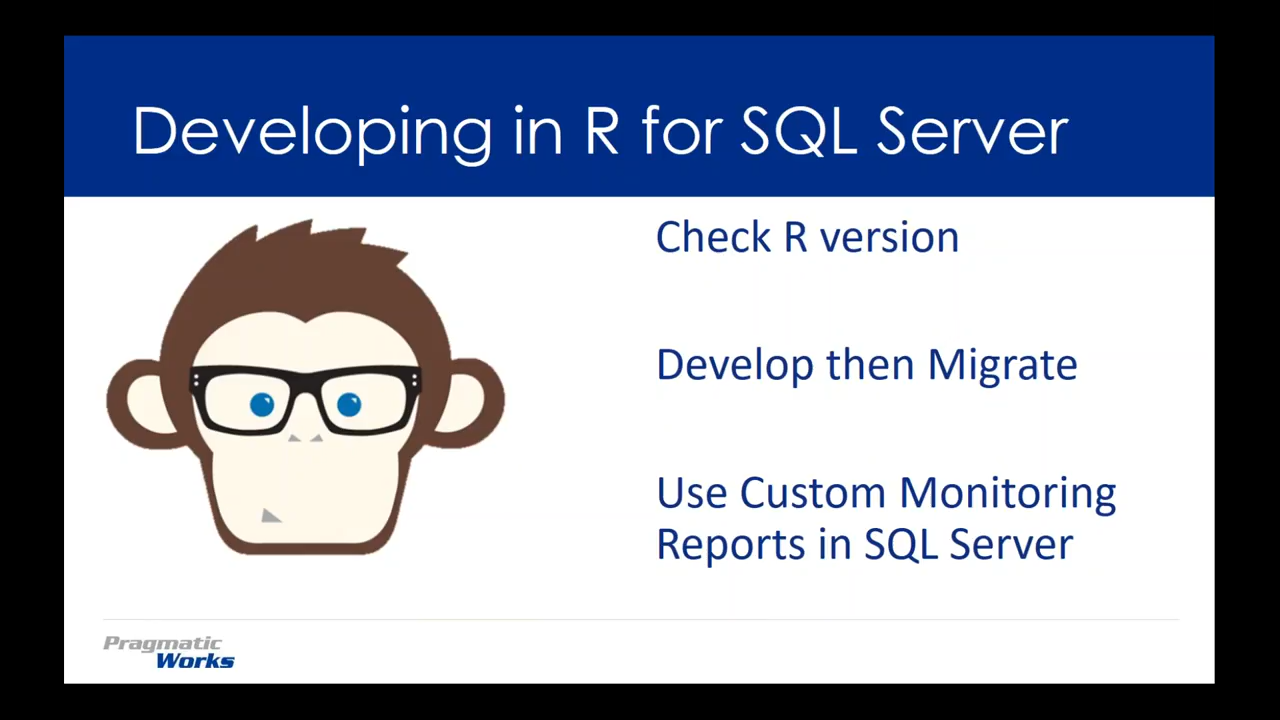 Developing in R for SQL Server
Check R version
Develop then Migrate
Use Custom Monitoring
Reports in SQL Server
Pragmatic
Works